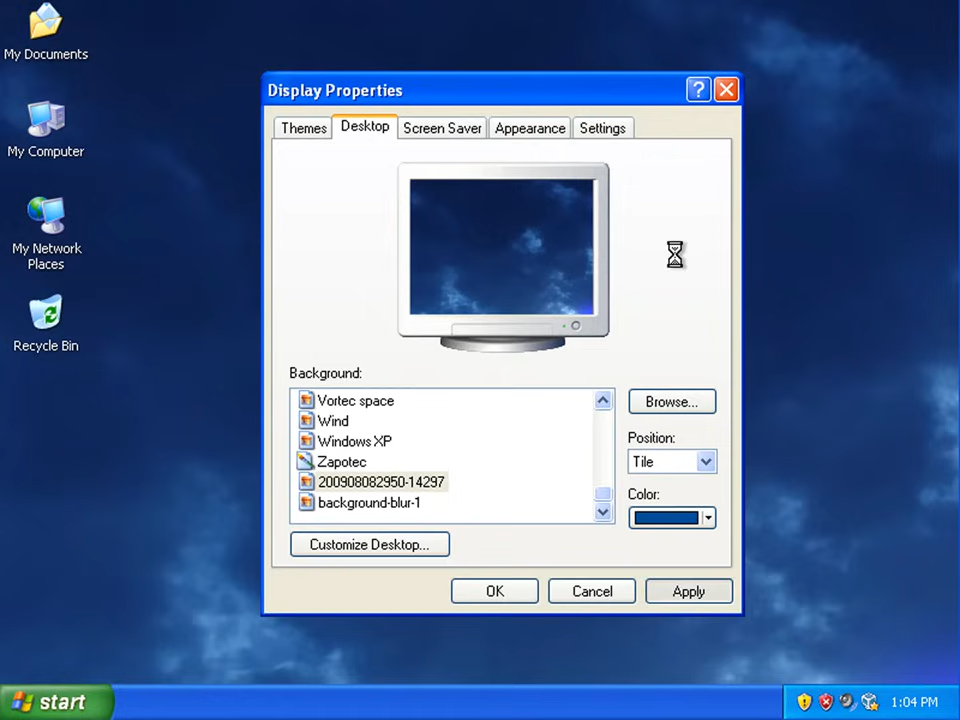 My Documents
My Computer
My Network
Places
Recycle Bin
Display Properties
?
Themes
Desktop
Screen Saver
Appearance
Settings
Background:
Vortec space
Wind
Windows XP
Zapotec
200908082950-14297
background-blur-1
Browse...
Position:
Tile
Color:
Customize Desktop...
OK
Cancel
Apply
start
1:04 PM